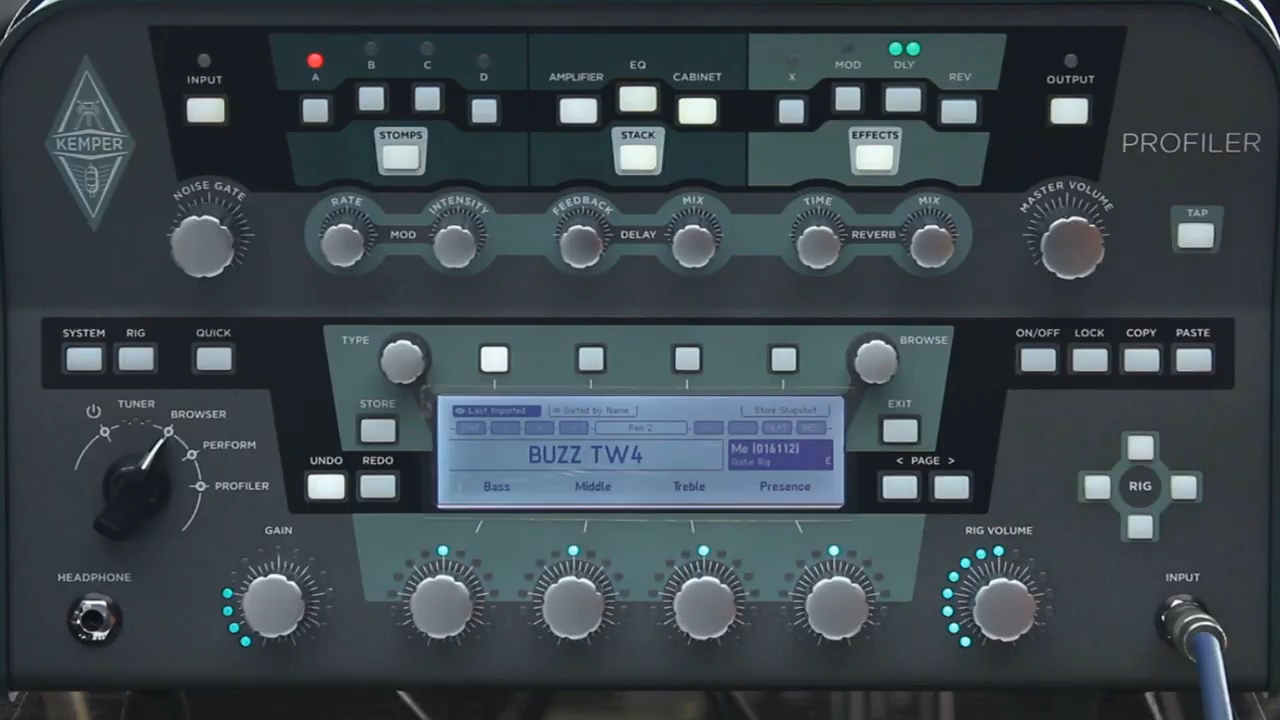 INPUT
A
B
C
D
AMPLIFIER
EQ
CABINET
X
MOD
DLY
REV
OUTPUT
KEMPER
STOMPS
STACK
EFFECTS
PROFILER
NOISE GATE
RATE
MOD
INTENSITY
FEEDBACK
DELAY
MIX
TIME
REVERB
MIX
MASTER VOLUME
TAP
SYSTEM
RIG
QUICK
TYPE
BROWSE
ON/OFF
LOCK
COPY
PASTE
TUNER
BROWSER
PERFORM
PROFILER
STORE
EXIT
UNDO
REDO
< PAGE >
Last Imported
Sorted by Name
Store Snapshot
BUZZ TW4
Me (016112)
Guitar Rig
Bass
Middle
Treble
Presence
RIG
GAIN
RIG VOLUME
HEADPHONE
INPUT